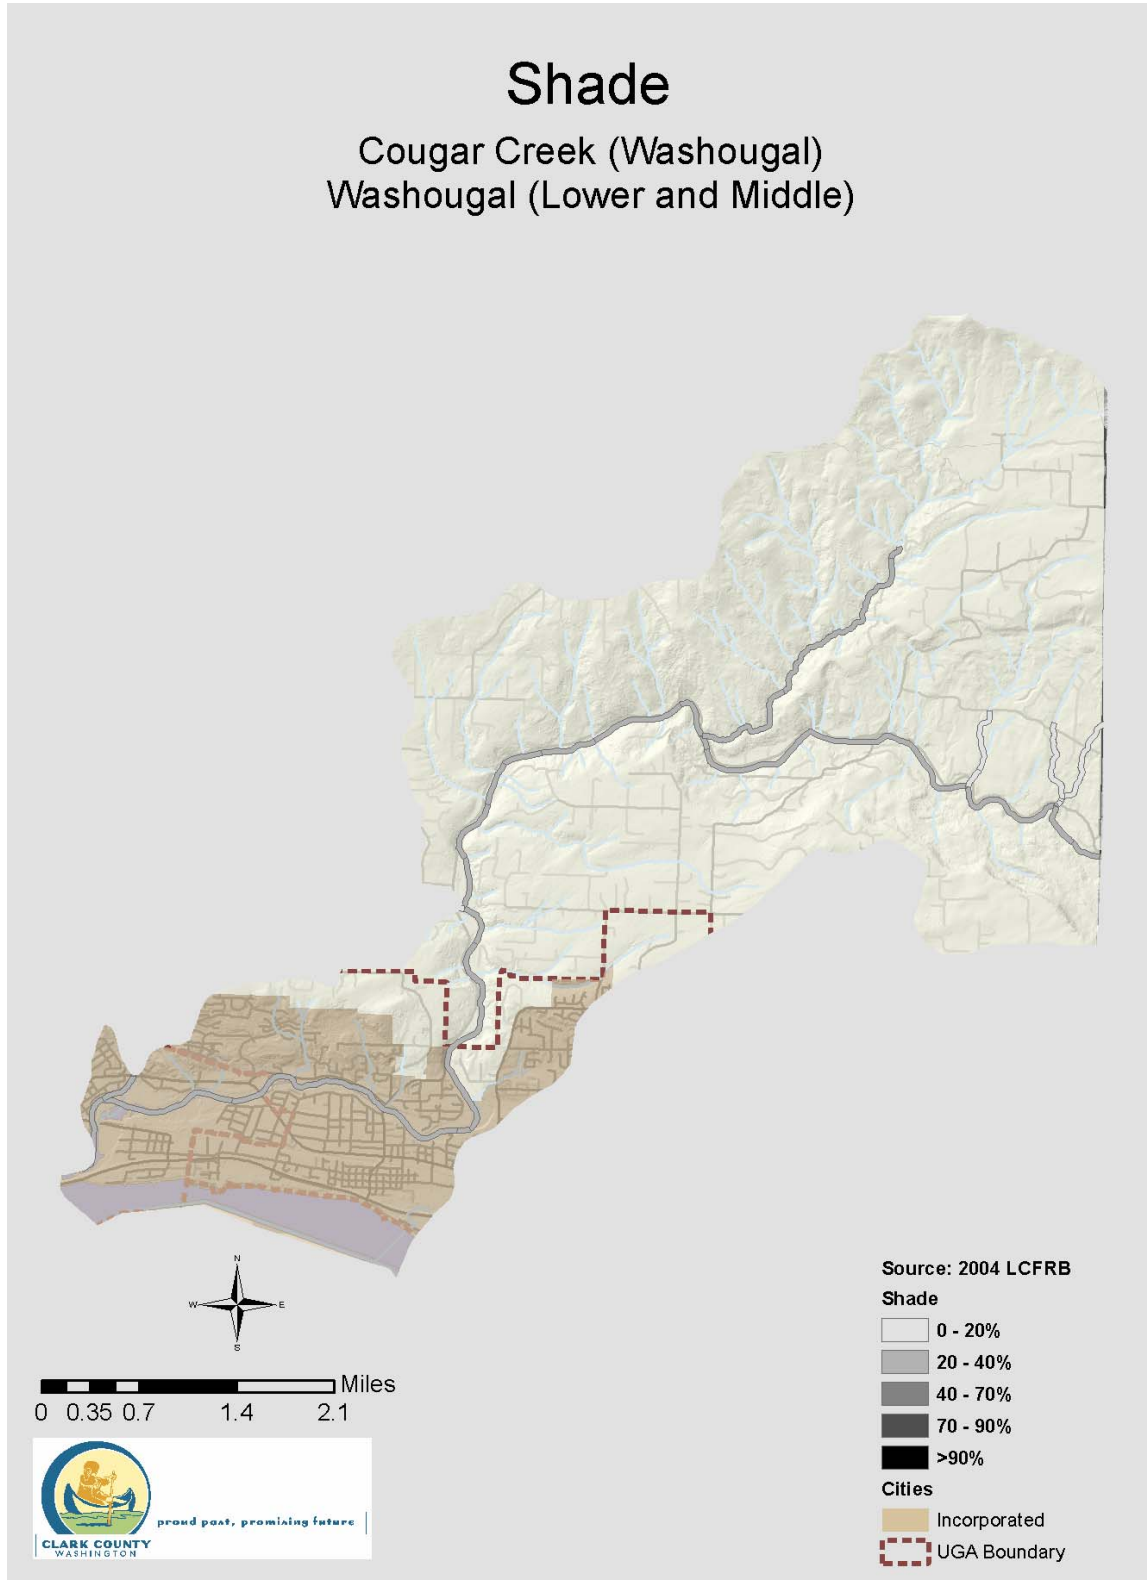 Shade
Cougar Creek (Washougal)
Washougal (Lower and Middle)
N
W E
S
Miles
0 0.35 0.7 1.4 2.1
proud past, promising future
CLARK COUNTY
WASHINGTON
Source: 2004 LCFRB
Shade
0 - 20%
20 - 40%
40 - 70%
70 - 90%
>90%
Cities
Incorporated
UGA Boundary